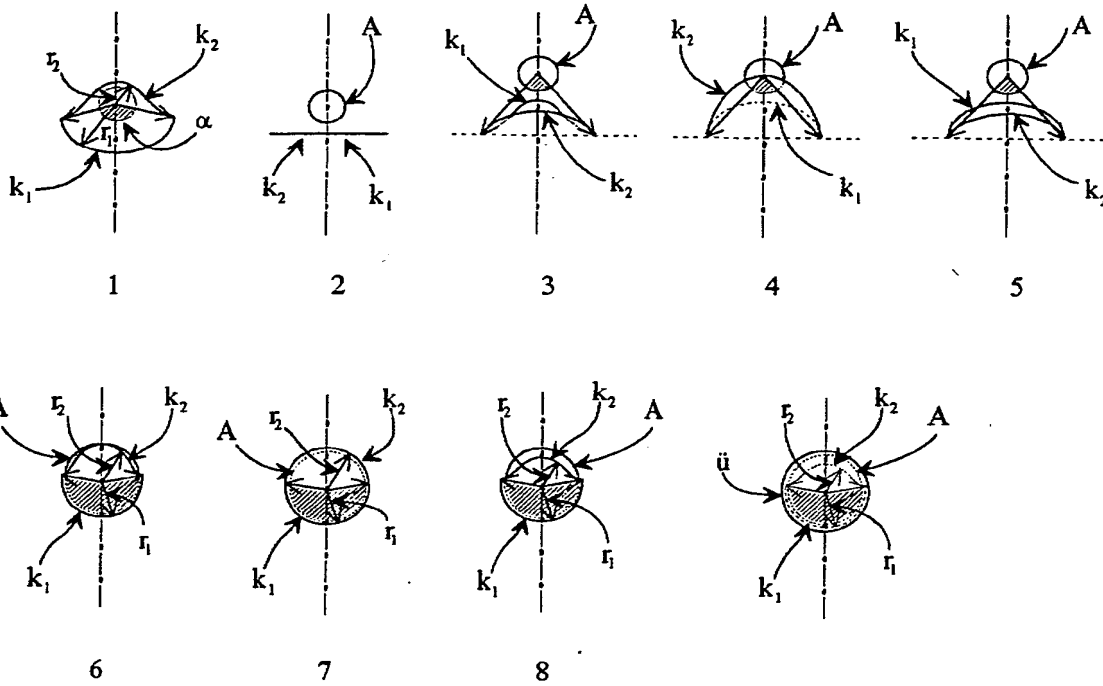 r₂ k₂ α r₁ k₁
A k₂ k₁
k₁ A k₂
k₂ A k₁
k₁ A k₂
1 2 3 4 5
A r₂ k₂ k₁ r₁
A r₂ k₂ k₁ r₁
r₂ k₂ A k₁ r₁
r₂ k₂ A ü k₁ r₁
6 7 8